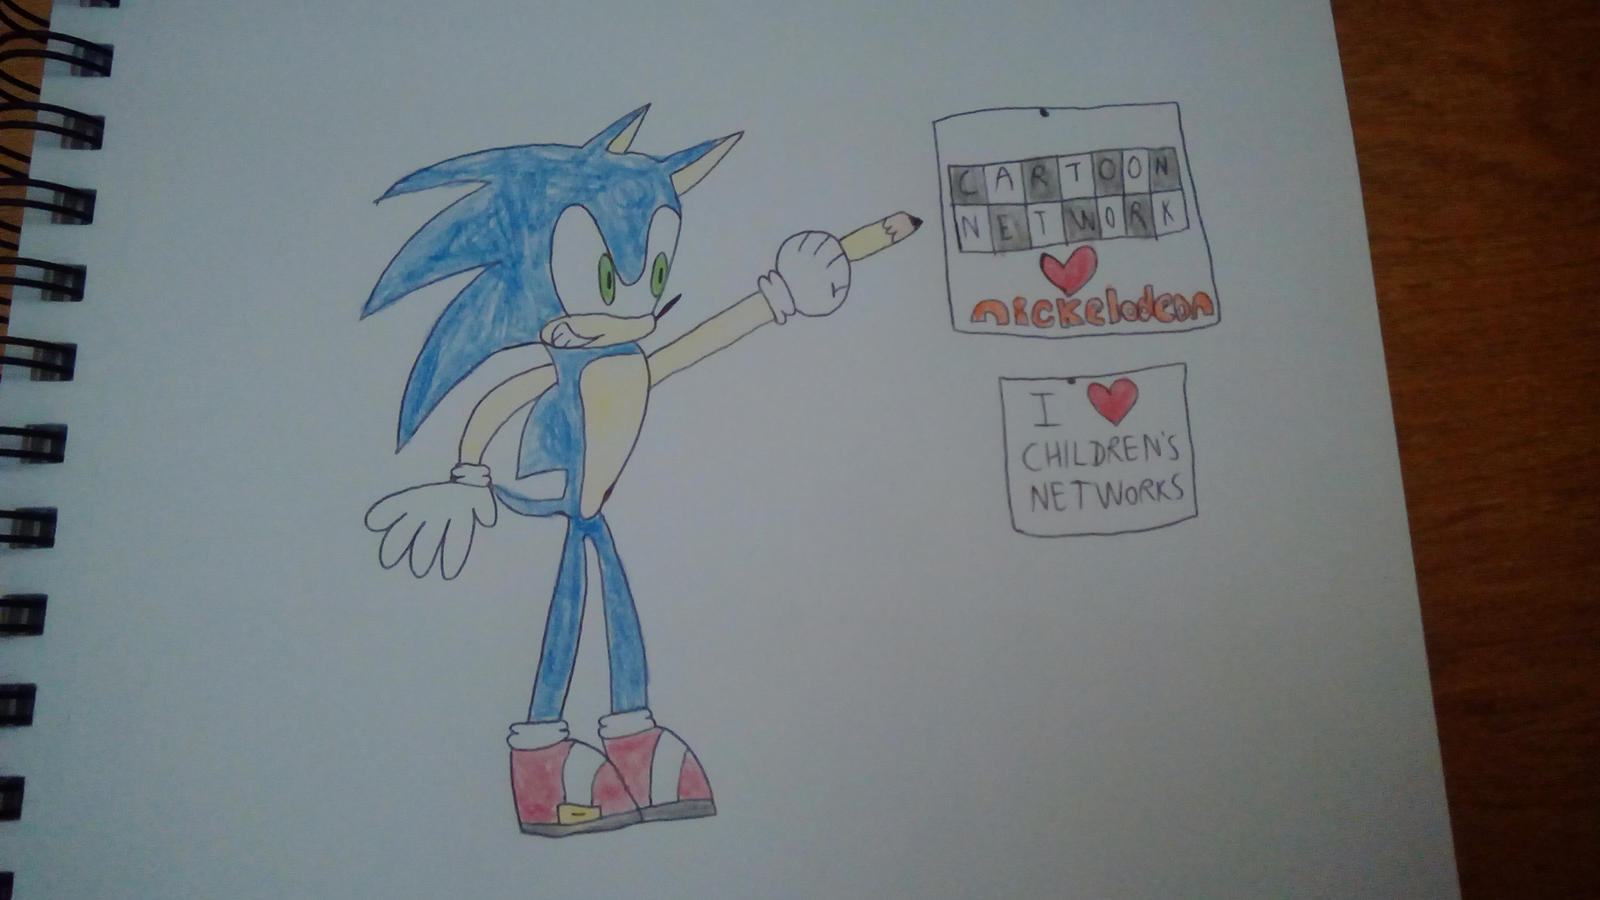 CARTOON
NETWORK
nickelodeon
I ❤
CHILDREN'S
NETWORKS